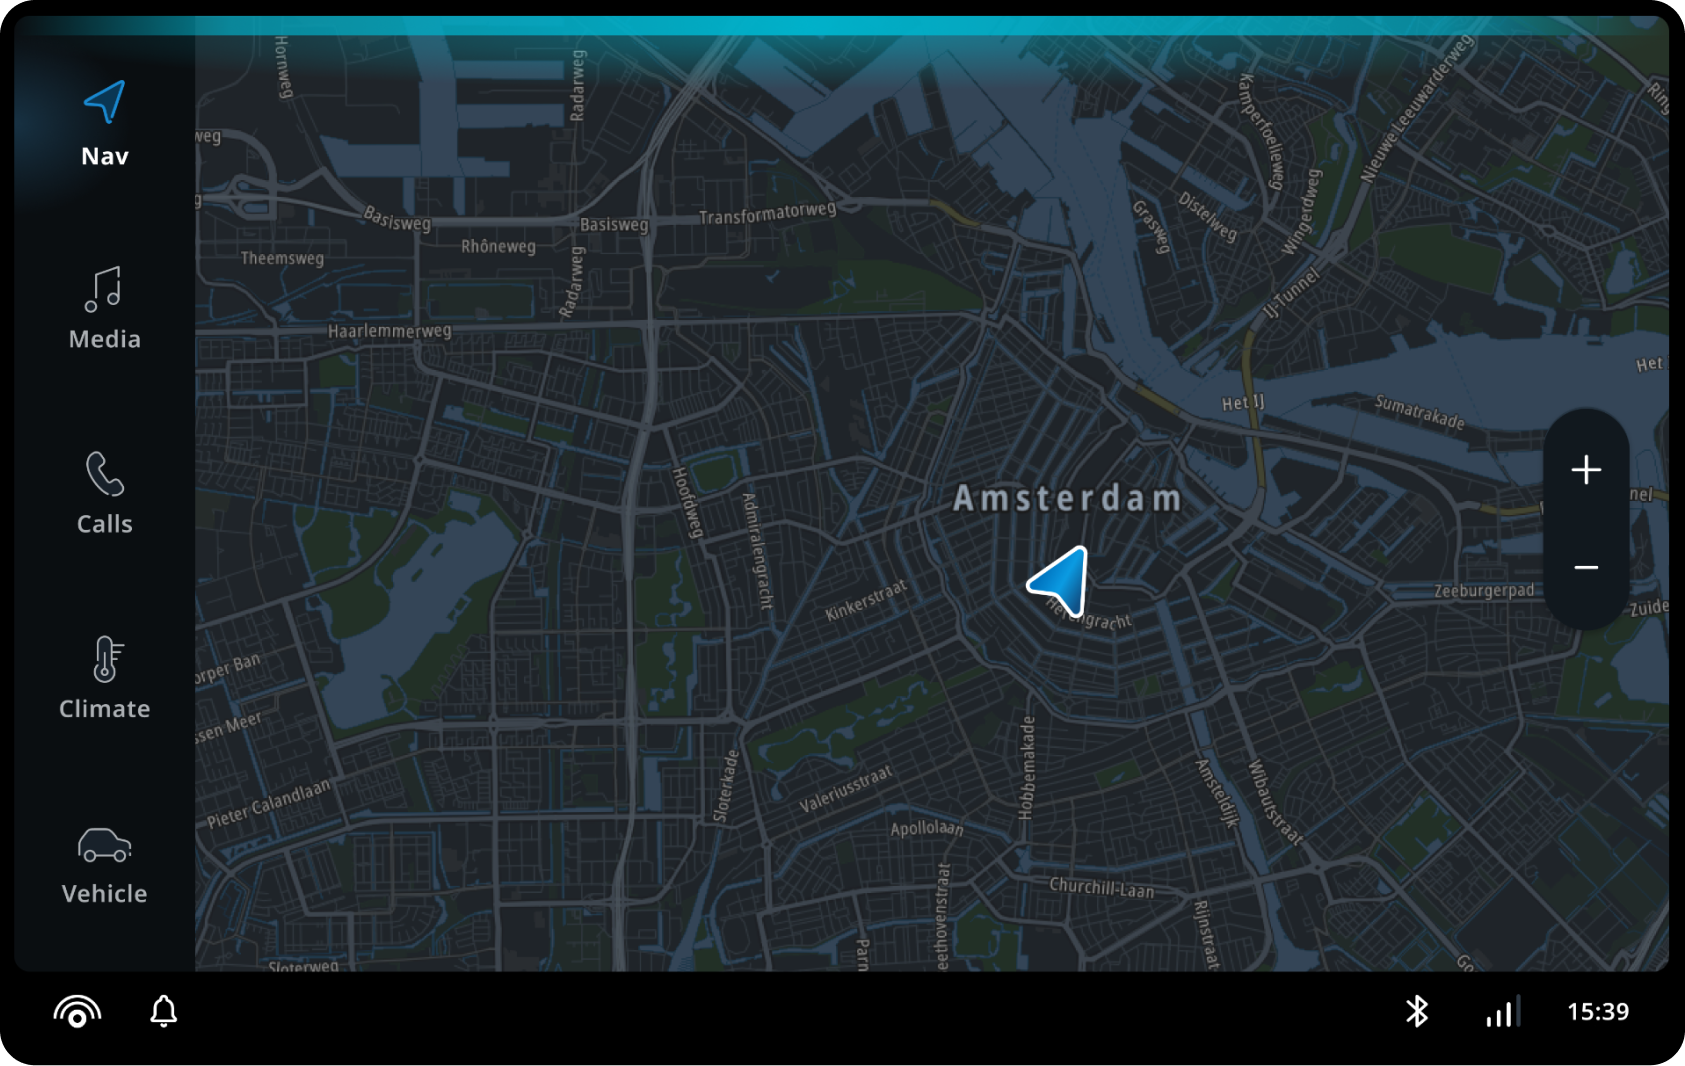 Nav
Media
Calls
Climate
Vehicle
Hornweg
Radarweg
weg
Basisweg
Basisweg
Transformatorweg
Rhôneweg
Theemsweg
Radarweg
Haarlemmerweg
Kamperfoelieweg
Nieuwe Leeuwarderweg
Ring
Grasweg
Distelweg
Wingerdweg
IJ-Tunnel
Het IJ
Het
Sumatrakade
Hoofdweg
Admiralengracht
Amsterdam
nel
+
−
Kinkerstraat
Zeeburgerpad
Zuide
orper Ban
ssen Meer
Pieter Calandlaan
Sloterkade
Valeriusstraat
Hobbemakade
Apollolaan
Amsteldijk
Wibautstraat
Churchill-Laan
eethovenstraat
Parn
Rijnstraat
Go
Sloterweg
15:39